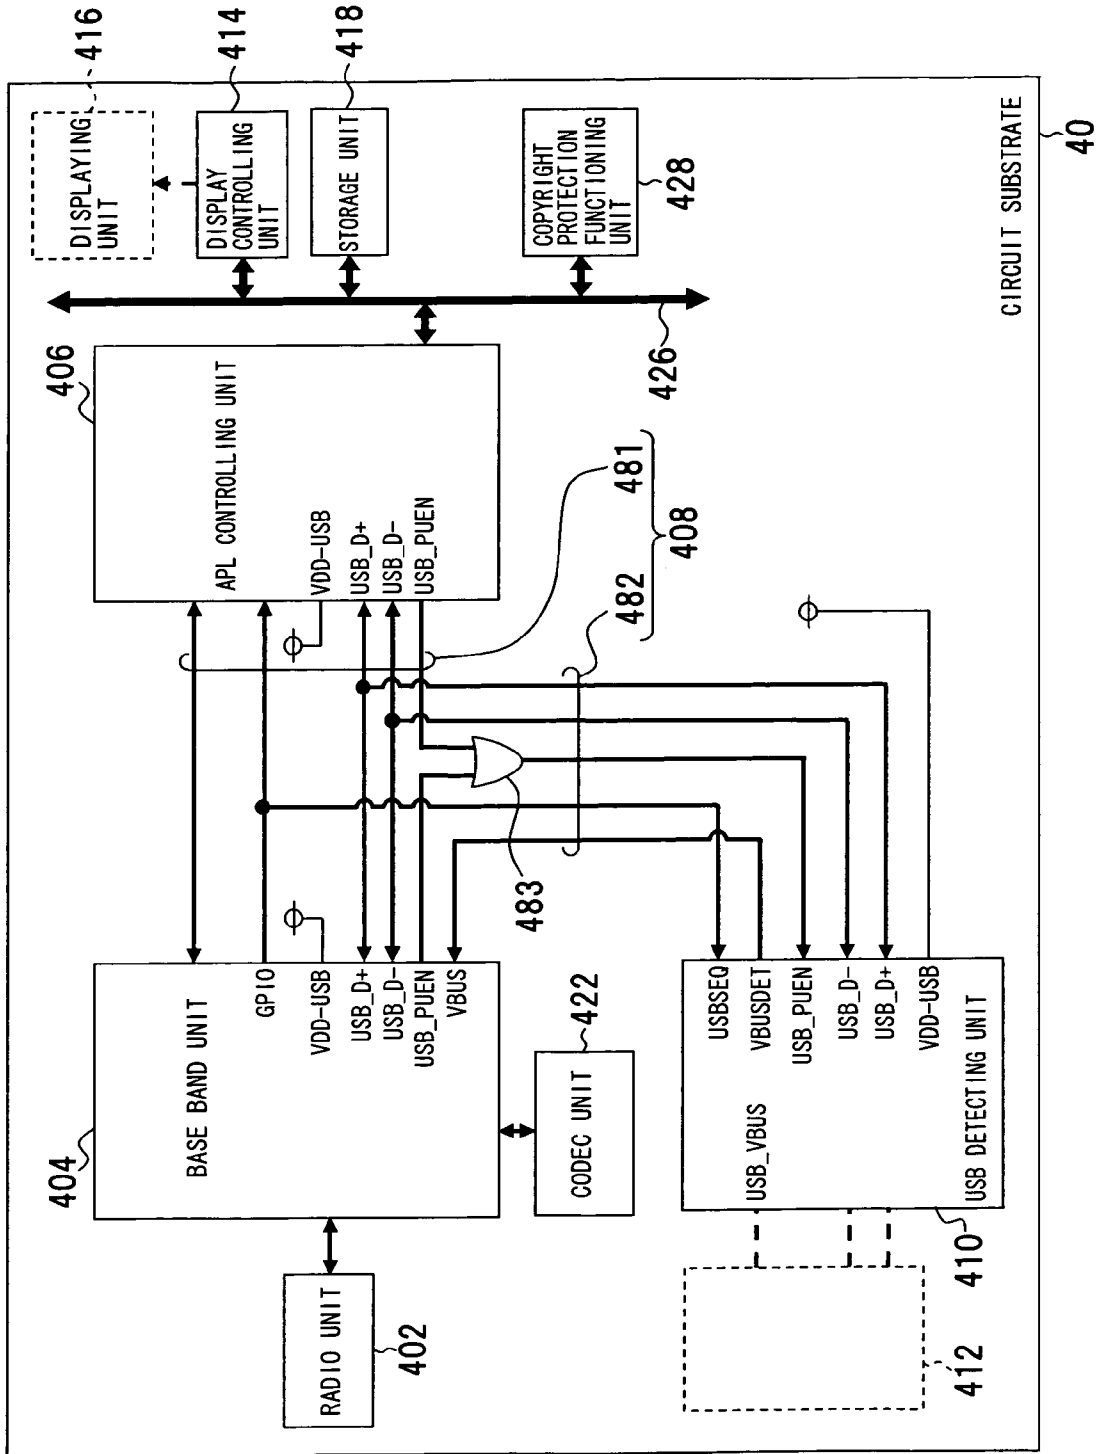 416
DISPLAYING
UNIT
414
DISPLAY
CONTROLLING
UNIT
418
STORAGE UNIT
COPYRIGHT
PROTECTION
FUNCTIONING
UNIT
428
426
406
APL CONTROLLING UNIT
VDD-USB
USB_D+
USB_D-
USB_PUEN
481
482
408
483
404
BASE BAND UNIT
GPIO
VDD-USB
USB_D+
USB_D-
USB_PUEN
VBUS
422
CODEC UNIT
RADIO UNIT
402
USBSEQ
VBUSDET
USB_PUEN
USB_D-
USB_D+
VDD-USB
USB_VBUS
USB DETECTING UNIT
410
412
CIRCUIT SUBSTRATE
40